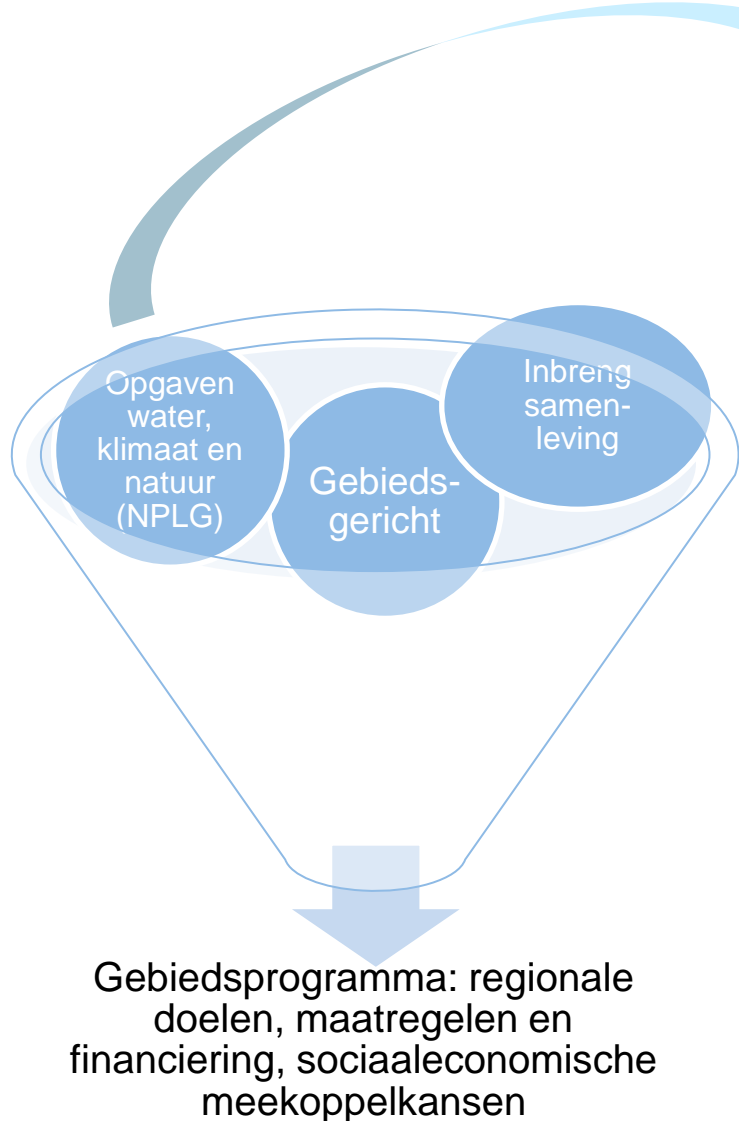 Opgaven
water,
klimaat en
natuur
(NPLG)
Gebieds-
gericht
Inbreng
samen-
leving
Gebiedsprogramma: regionale
doelen, maatregelen en
financiering, sociaaleconomische
meekoppelkansen